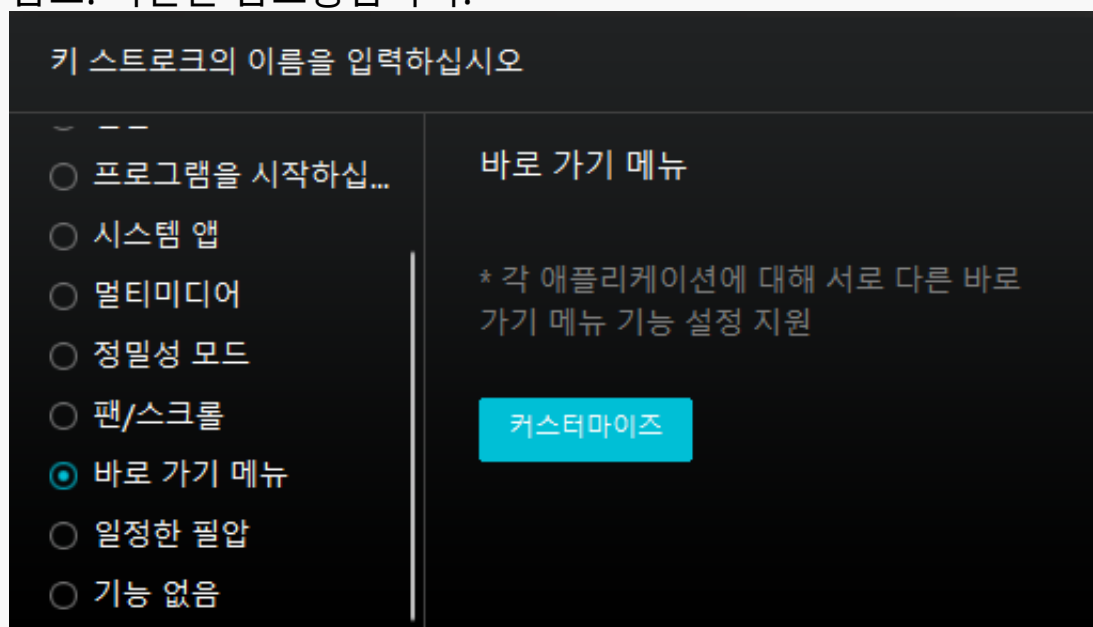 키 스트로크의 이름을 입력하십시오
프로그램을 시작하십...
시스템 앱
멀티미디어
정밀성 모드
팬/스크롤
바로 가기 메뉴
일정한 필압
기능 없음
바로 가기 메뉴
* 각 애플리케이션에 대해 서로 다른 바로
가기 메뉴 기능 설정 지원
커스터마이즈